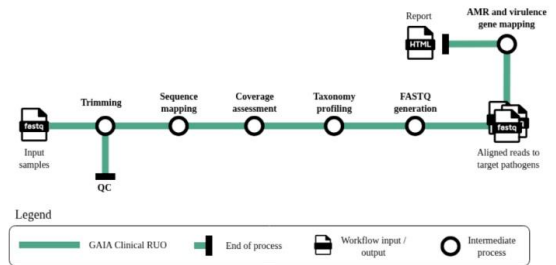 Report
HTML
AMR and virulence
gene mapping
Trimming
Sequence
mapping
Coverage
assessment
Taxonomy
profiling
FASTQ
generation
fastq
fastq
Input
samples
QC
Aligned reads to
target pathogens
Legend
GAIA Clinical RUO
End of process
Workflow input /
output
Intermediate
process